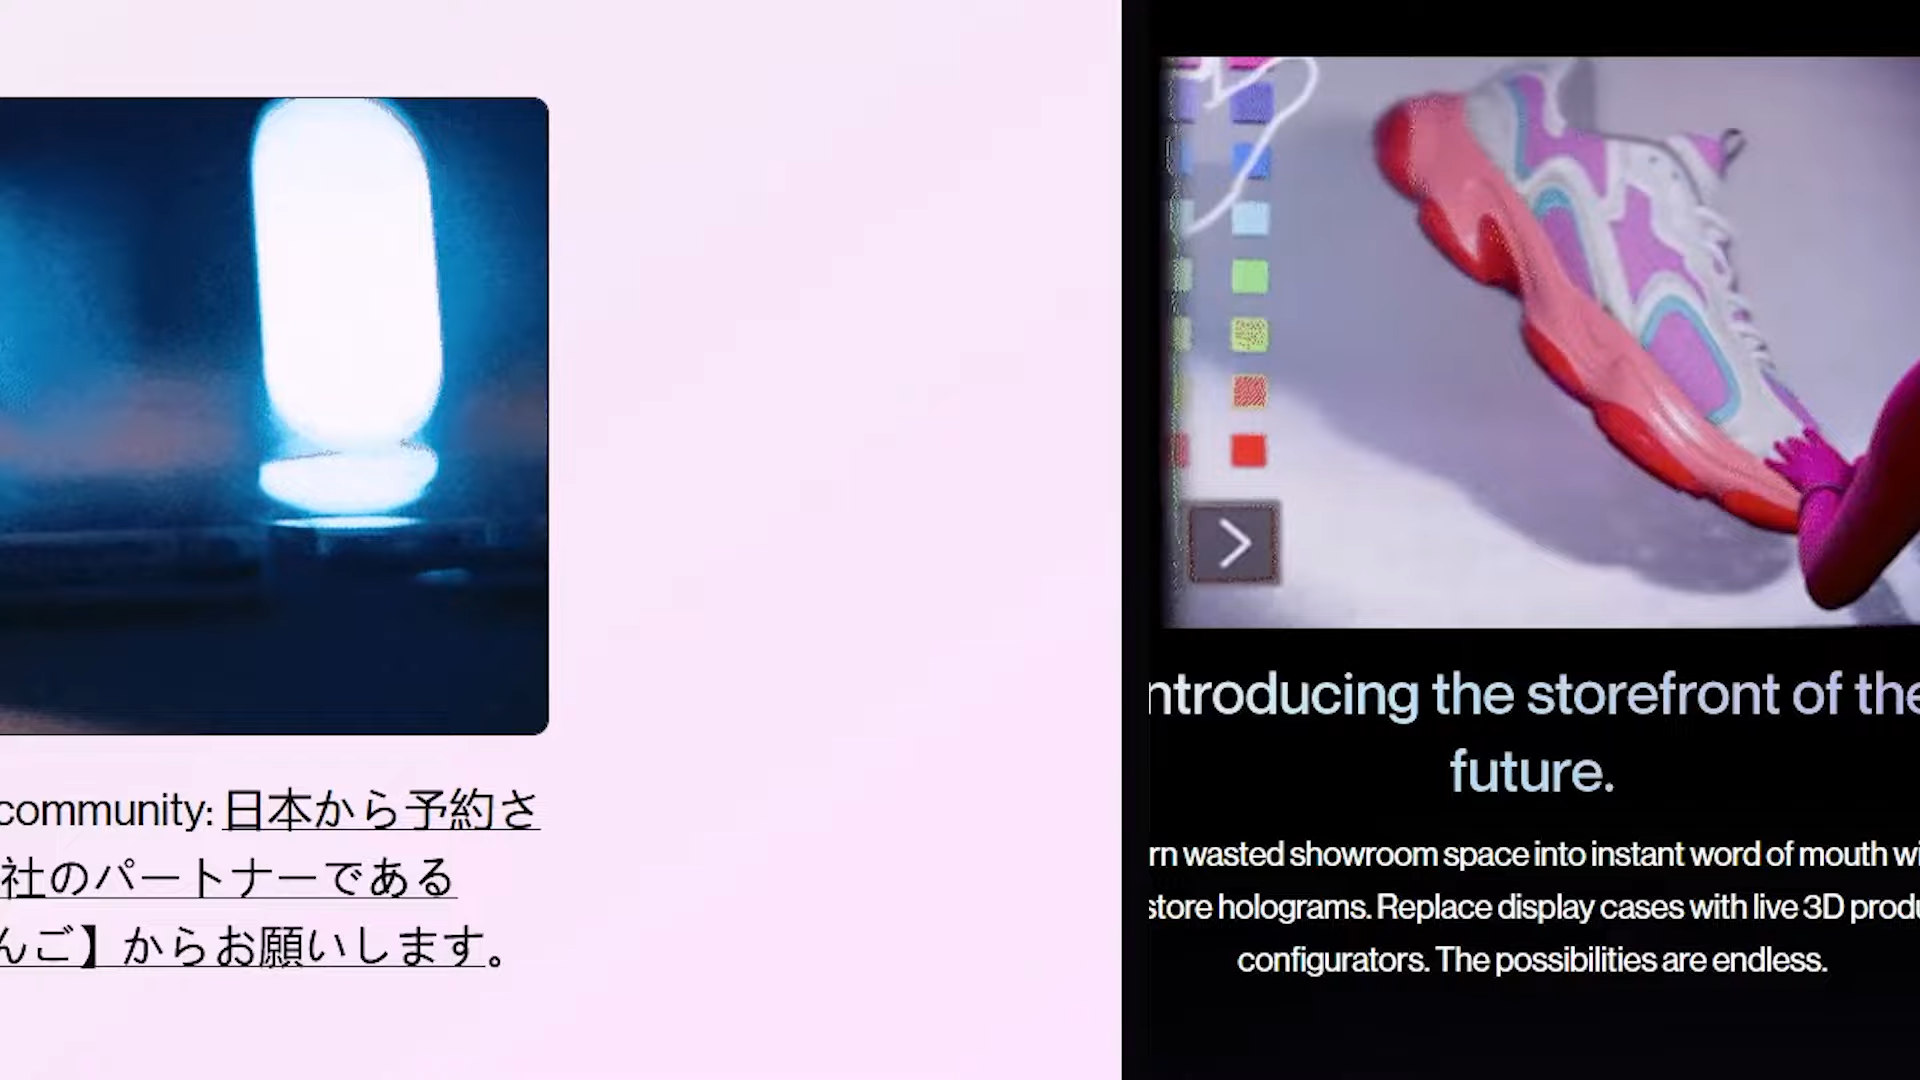 community: 日本から予約さ
社のパートナーである
んご】からお願いします。
ntroducing the storefront of the
future.
rn wasted showroom space into instant word of mouth wi
store holograms. Replace display cases with live 3D produ
configurators. The possibilities are endless.